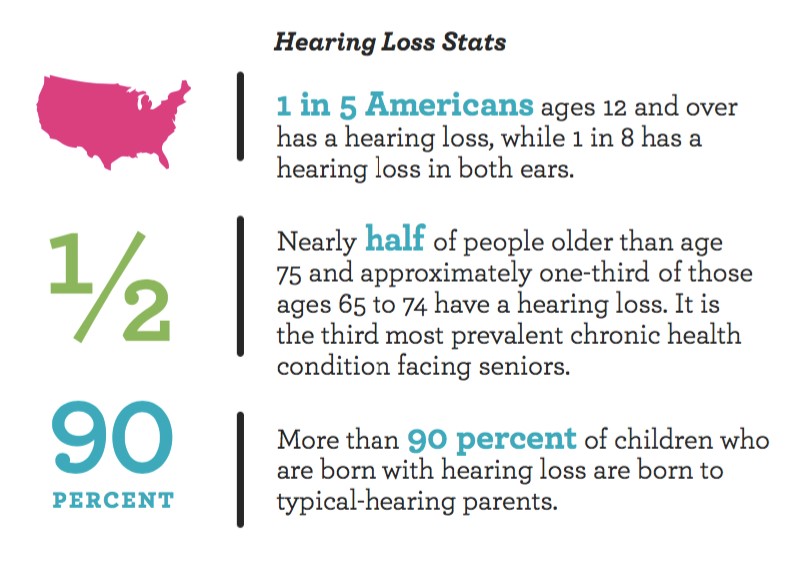 Hearing Loss Stats
1 in 5 Americans ages 12 and over
has a hearing loss, while 1 in 8 has a
hearing loss in both ears.
1/2
Nearly half of people older than age
75 and approximately one-third of those
ages 65 to 74 have a hearing loss. It is
the third most prevalent chronic health
condition facing seniors.
90
PERCENT
More than 90 percent of children who
are born with hearing loss are born to
typical-hearing parents.